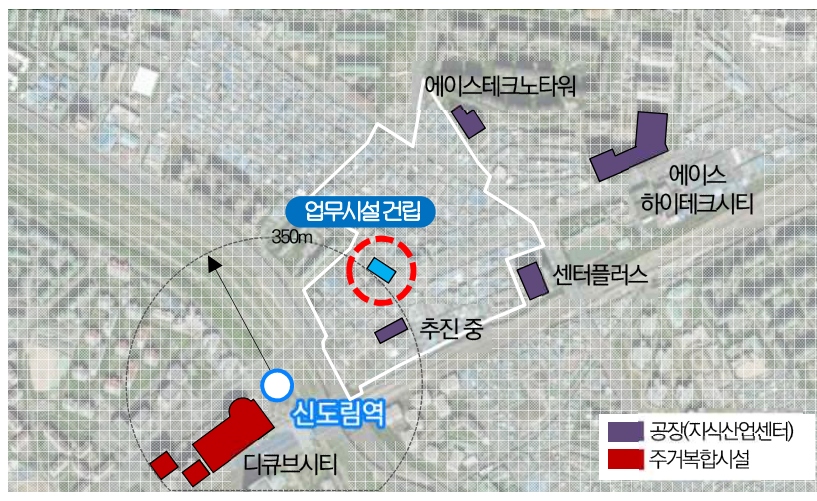 에이스테크노타워
에이스
하이테크시티
업무시설 건립
350m
센터플러스
추진 중
신도림역
디큐브시티
공장(지식산업센터)
주거복합시설